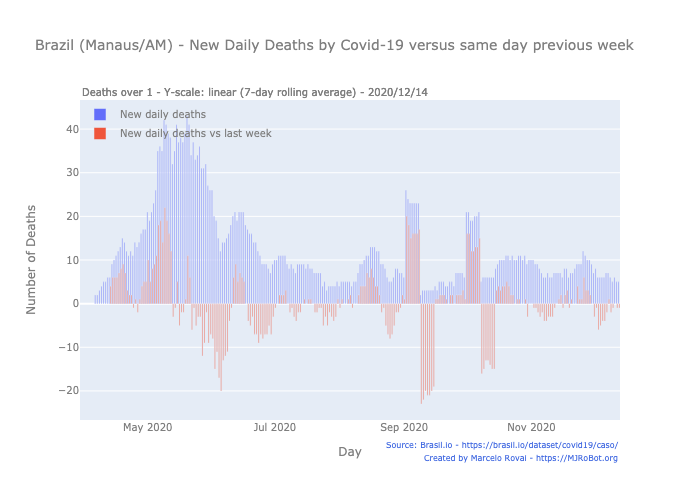 Brazil (Manaus/AM) - New Daily Deaths by Covid-19 versus same day previous week
Deaths over 1 - Y-scale: linear (7-day rolling average) - 2020/12/14
New daily deaths
New daily deaths vs last week
Number of Deaths
40
30
20
10
0
−10
−20
May 2020
Jul 2020
Sep 2020
Nov 2020
Day
Source: Brasil.io - https://brasil.io/dataset/covid19/caso/
Created by Marcelo Rovai - https://MJRoBot.org